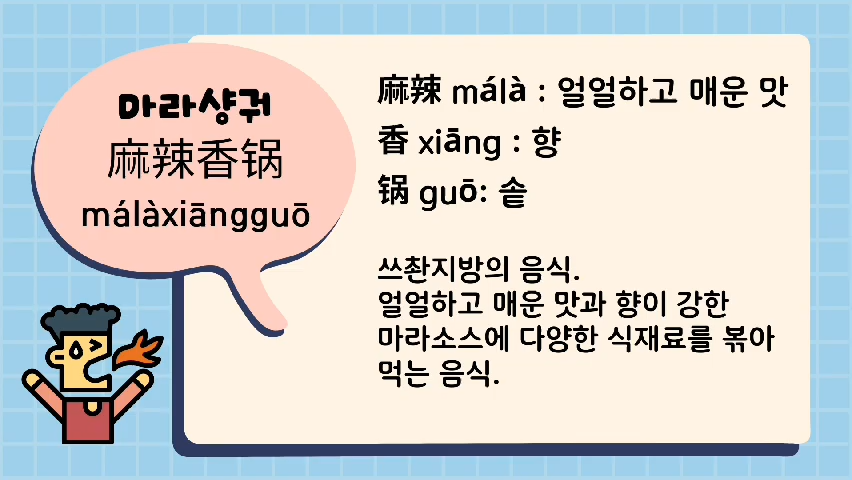 마라샹궈
麻辣香锅
málàxiāngguō
麻辣 málà : 얼얼하고 매운 맛
香 xiāng : 향
锅 guō: 솥
쓰촨지방의 음식.
얼얼하고 매운 맛과 향이 강한
마라소스에 다양한 식재료를 볶아
먹는 음식.